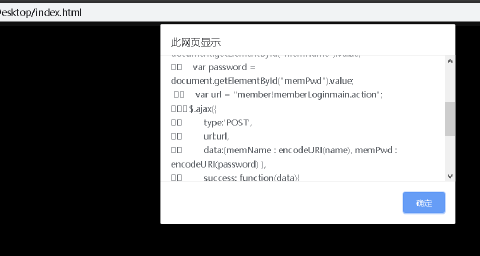 Desktop/index.html
此网页显示
document.getElementById("memName").value;
var password =
document.getElementById("memPwd").value;
var url = "member!memberLoginmain.action";
$.ajax({
type:'POST',
url:url,
data:{memName : encodeURI(name), memPwd :
encodeURI(password) },
success: function(data){
确定